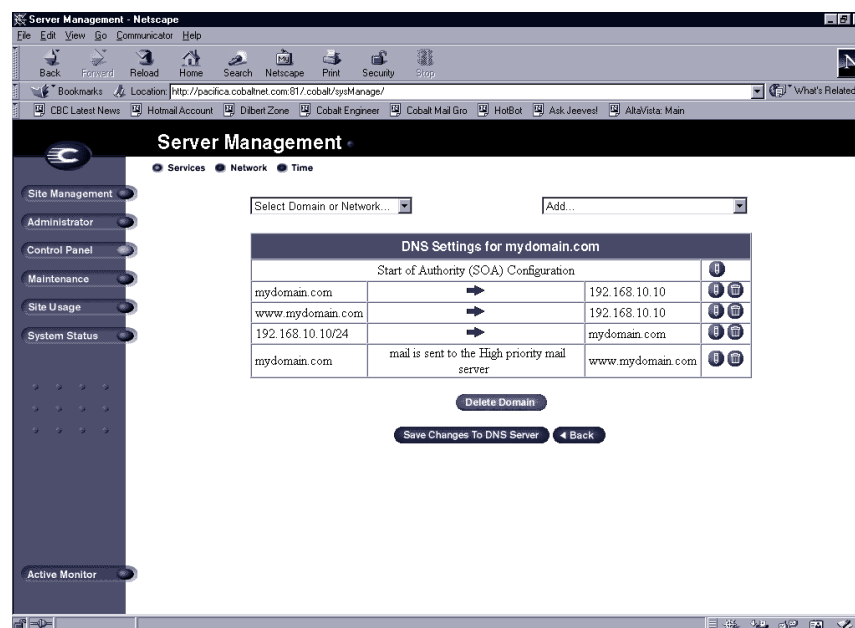 Server Management - Netscape
File Edit View Go Communicator Help
Back Forward Reload Home Search Netscape Print Security Stop
N
Bookmarks Location: http://pacifica.cobaltnet.com:81/.cobalt/sysManage/ What's Related
CBC Latest News Hotmail Account Dilbert Zone Cobalt Engineer Cobalt Mail Gro HotBot Ask Jeeves! AltaVista: Main
Server Management
Services Network Time
Site Management
Administrator
Control Panel
Maintenance
Site Usage
System Status
Active Monitor
Select Domain or Network... Add...
DNS Settings for mydomain.com
Start of Authority (SOA) Configuration
mydomain.com 192.168.10.10
www.mydomain.com 192.168.10.10
192.168.10.10/24 mydomain.com
mydomain.com mail is sent to the High priority mail server www.mydomain.com
Delete Domain
Save Changes To DNS Server Back